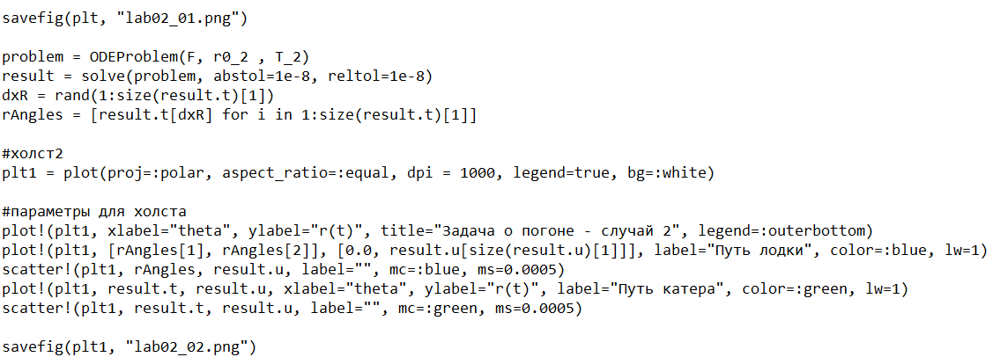 savefig(plt, "lab02_01.png")
problem = ODEProblem(F, r0_2 , T_2)
result = solve(problem, abstol=1e-8, reltol=1e-8)
dxR = rand(1:size(result.t)[1])
rAngles = [result.t[dxR] for i in 1:size(result.t)[1]]
#холст2
plt1 = plot(proj=:polar, aspect_ratio=:equal, dpi = 1000, legend=true, bg=:white)
#параметры для холста
plot!(plt1, xlabel="theta", ylabel="r(t)", title="Задача о погоне - случай 2", legend=:outerbottom)
plot!(plt1, [rAngles[1], rAngles[2]], [0.0, result.u[size(result.u)[1]]], label="Путь лодки", color=:blue, lw=1)
scatter!(plt1, rAngles, result.u, label="", mc=:blue, ms=0.0005)
plot!(plt1, result.t, result.u, xlabel="theta", ylabel="r(t)", label="Путь катера", color=:green, lw=1)
scatter!(plt1, result.t, result.u, label="", mc=:green, ms=0.0005)
savefig(plt1, "lab02_02.png")